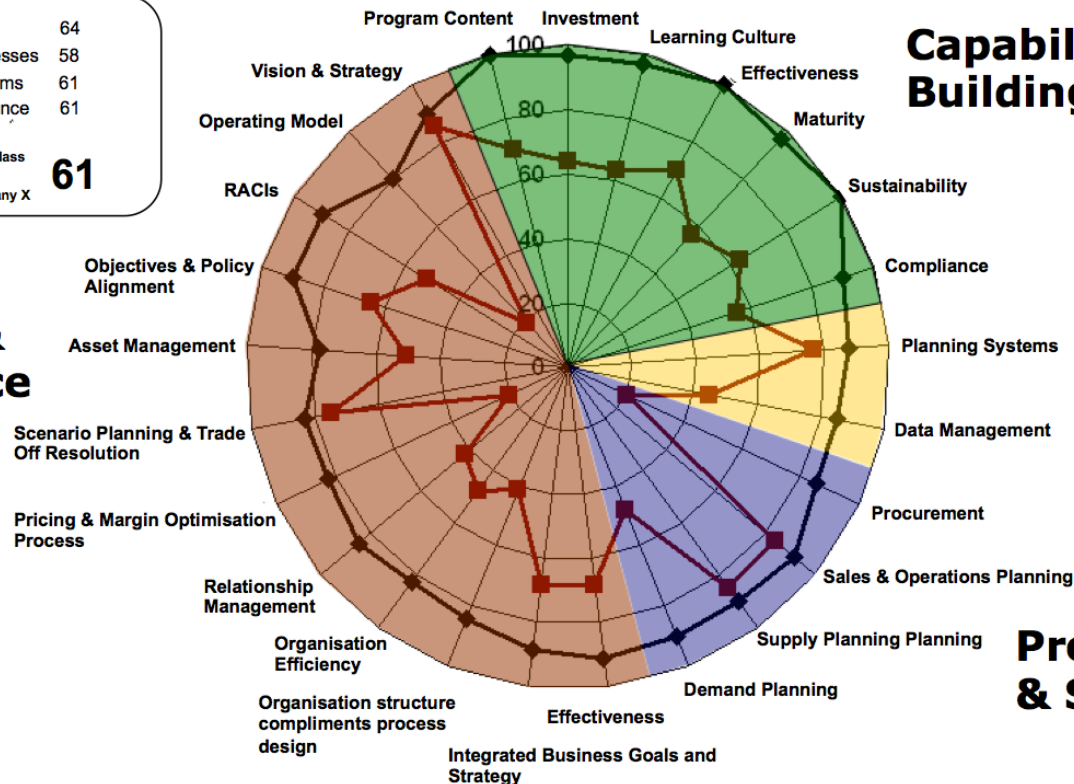 64
esses 58
ms 61
nce 61
lass
any X
61
Program Content
Investment
Learning Culture
Effectiveness
Maturity
Sustainability
Compliance
Planning Systems
Data Management
Procurement
Sales & Operations Planning
Supply Planning Planning
Demand Planning
Effectiveness
Integrated Business Goals and
Strategy
Organisation structure
compliments process
design
Organisation
Efficiency
Relationship
Management
Pricing & Margin Optimisation
Process
Scenario Planning & Trade
Off Resolution
Asset Management
Objectives & Policy
Alignment
RACIs
Operating Model
Vision & Strategy
100
80
60
40
20
0
Capabil
Building
&
ce
Pro
& S